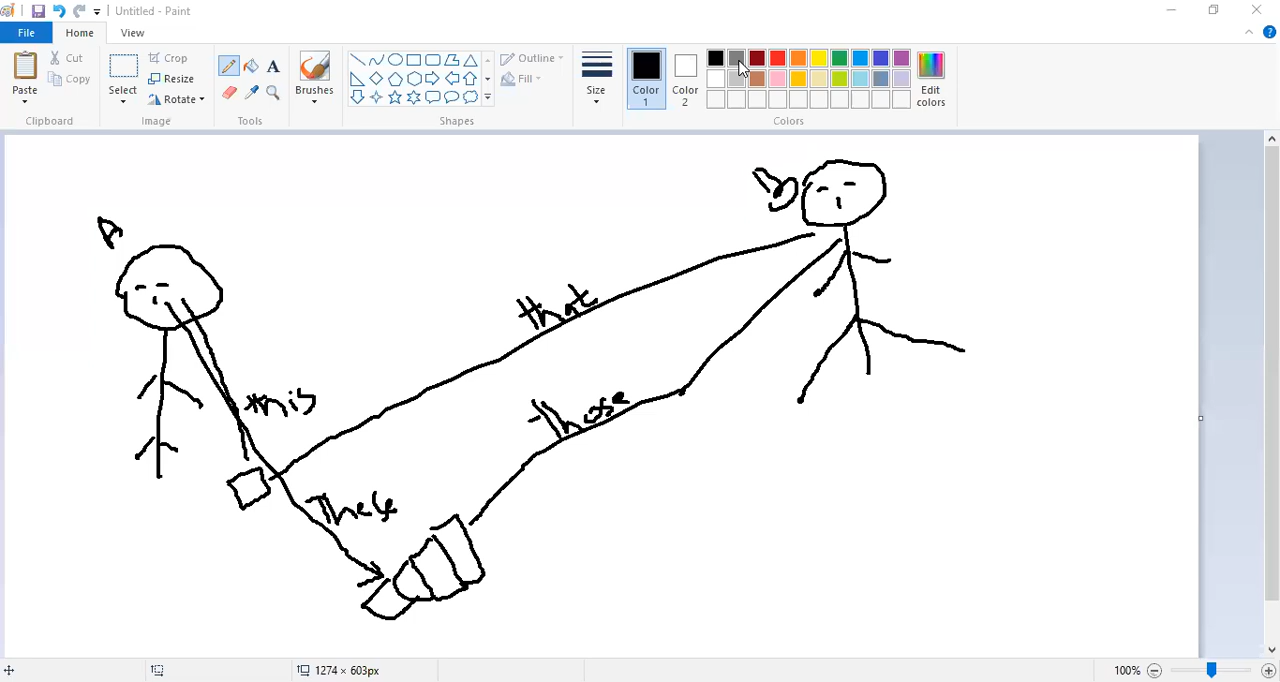 Untitled - Paint
File
Home
View
Paste
Cut
Copy
Clipboard
Select
Crop
Resize
Rotate
Image
A
Tools
Brushes
Shapes
Outline
Fill
Size
Color 1
Color 2
Edit colors
Colors
A
B
that
this
Those
These
1274 × 603px
100%